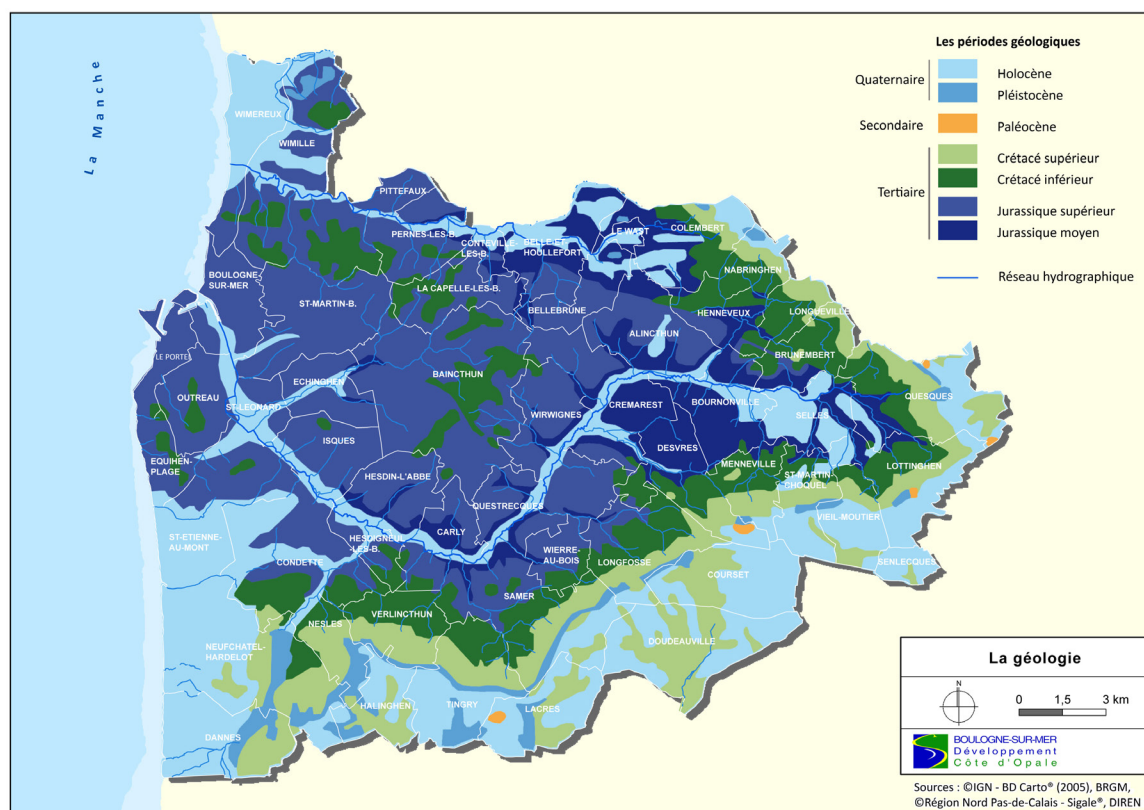 La Manche
Les périodes géologiques
Quaternaire
Holocène
Pléistocène
Secondaire
Paléocène
Tertiaire
Crétacé supérieur
Crétacé inférieur
Jurassique supérieur
Jurassique moyen
Réseau hydrographique
WIMEREUX
WIMILLE
PITTEFAUX
PERNES-LES-B.
CONTEVILLE-
LES-B.
BELLE-ET-
HOULLEFORT
LE WAST
COLEMBERT
NABRINGHEN
BOULOGNE-
SUR-MER
ST-MARTIN-B.
LA CAPELLE-LES-B.
BELLEBRUNE
HENNEVEUX
LONGUEVILLE
ALINCTHUN
BRUNEMBERT
LE PORTEL
OUTREAU
ECHINGHEN
BAINCTHUN
ST-LEONARD
WIRWIGNES
CREMAREST
BOURNONVILLE
SELLES
QUESQUES
ISQUES
DESVRES
EQUIHEN-
PLAGE
HESDIN-L'ABBE
MENNEVILLE
ST-MARTIN-
CHOQUEL
LOTTINGHEN
QUESTRECQUES
VIEIL-MOUTIER
ST-ETIENNE-
AU-MONT
HESDIGNEUL-
LES-B.
CARLY
WIERRE-
AU-BOIS
LONGFOSSE
CONDETTE
SENLECQUES
COURSET
SAMER
VERLINCTHUN
NESLES
NEUFCHATEL-
HARDELOT
DOUDEAUVILLE
HALINGHEN
TINGRY
LACRES
DANNES
La géologie
N
0 1,5 3 km
BOULOGNE-SUR-MER
Développement
Côte d'Opale
Sources : ©IGN - BD Carto® (2005), BRGM,
©Région Nord Pas-de-Calais - Sigale®, DIREN